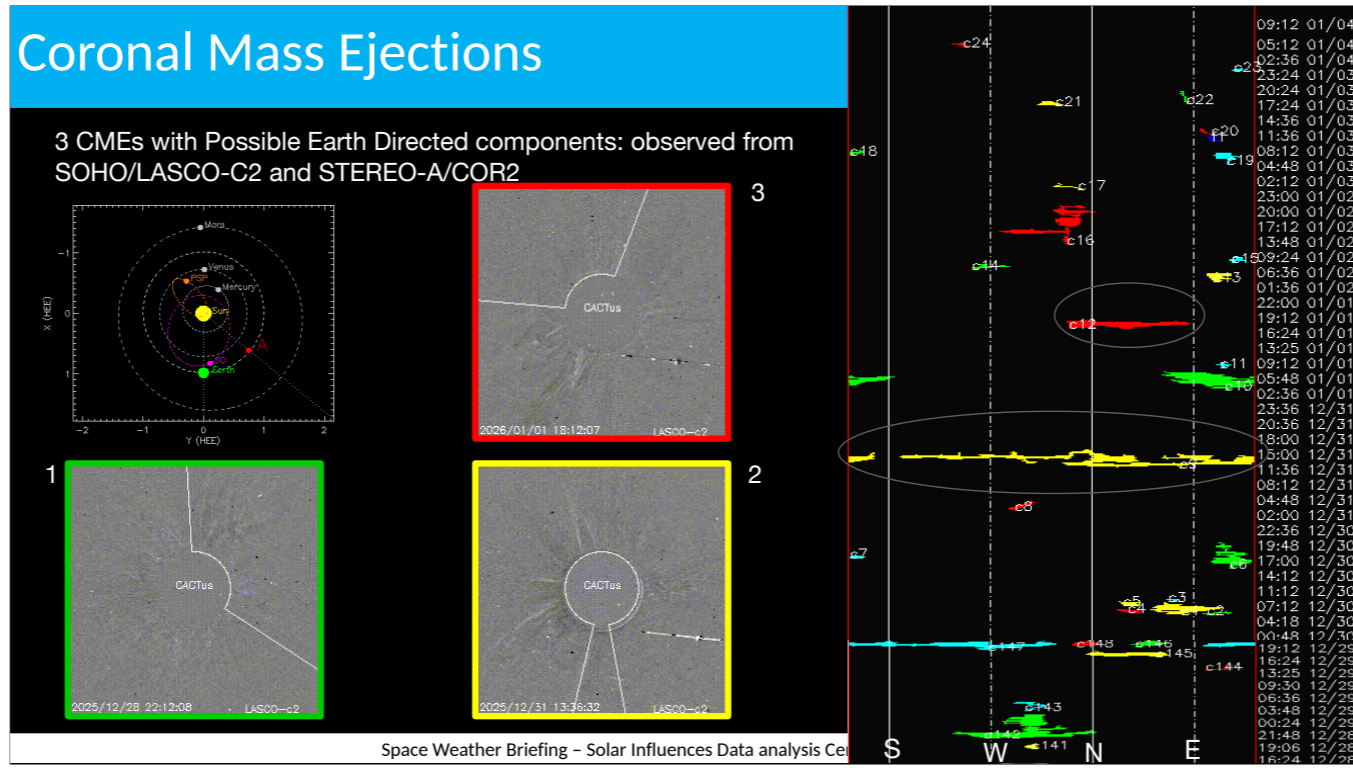 Coronal Mass Ejections
3 CMEs with Possible Earth Directed components: observed from
SOHO/LASCO-C2 and STEREO-A/COR2
Mars
Venus
PSP
Mercury
Sun
A
SO
Earth
X (HEE)
-1
0
1
-2
-1
0
1
2
Y (HEE)
3
CACTus
2026/01/01 18:12:07
LASCO-c2
1
CACTus
2025/12/28 22:12:08
LASCO-c2
2
CACTus
2025/12/31 13:36:32
LASCO-c2
Space Weather Briefing – Solar Influences Data analysis Cen
c24
c23
c22
c21
c20
c19
c18
c17
c16
c15
c14
c12
c11
c10
c8
c7
c6
c5
c4
c3
c2
c148
c147
c146
145
c144
c143
c142
c141
S
W
N
E
09:12 01/04
05:12 01/04
02:36 01/04
23:24 01/03
20:24 01/03
17:24 01/03
14:36 01/03
11:36 01/03
08:12 01/03
04:48 01/03
02:12 01/03
23:00 01/02
20:00 01/02
17:12 01/02
13:48 01/02
09:24 01/02
06:36 01/02
01:36 01/02
22:00 01/01
19:12 01/01
16:24 01/01
13:25 01/01
09:12 01/01
05:48 01/01
02:36 01/01
23:36 12/31
20:36 12/31
18:00 12/31
15:00 12/31
11:36 12/31
08:12 12/31
04:48 12/31
02:00 12/31
22:36 12/30
19:48 12/30
17:00 12/30
14:12 12/30
11:12 12/30
07:12 12/30
04:18 12/30
00:48 12/30
19:12 12/29
16:24 12/29
13:25 12/29
09:30 12/29
06:36 12/29
03:48 12/29
00:24 12/29
21:48 12/28
19:06 12/28
16:24 12/28